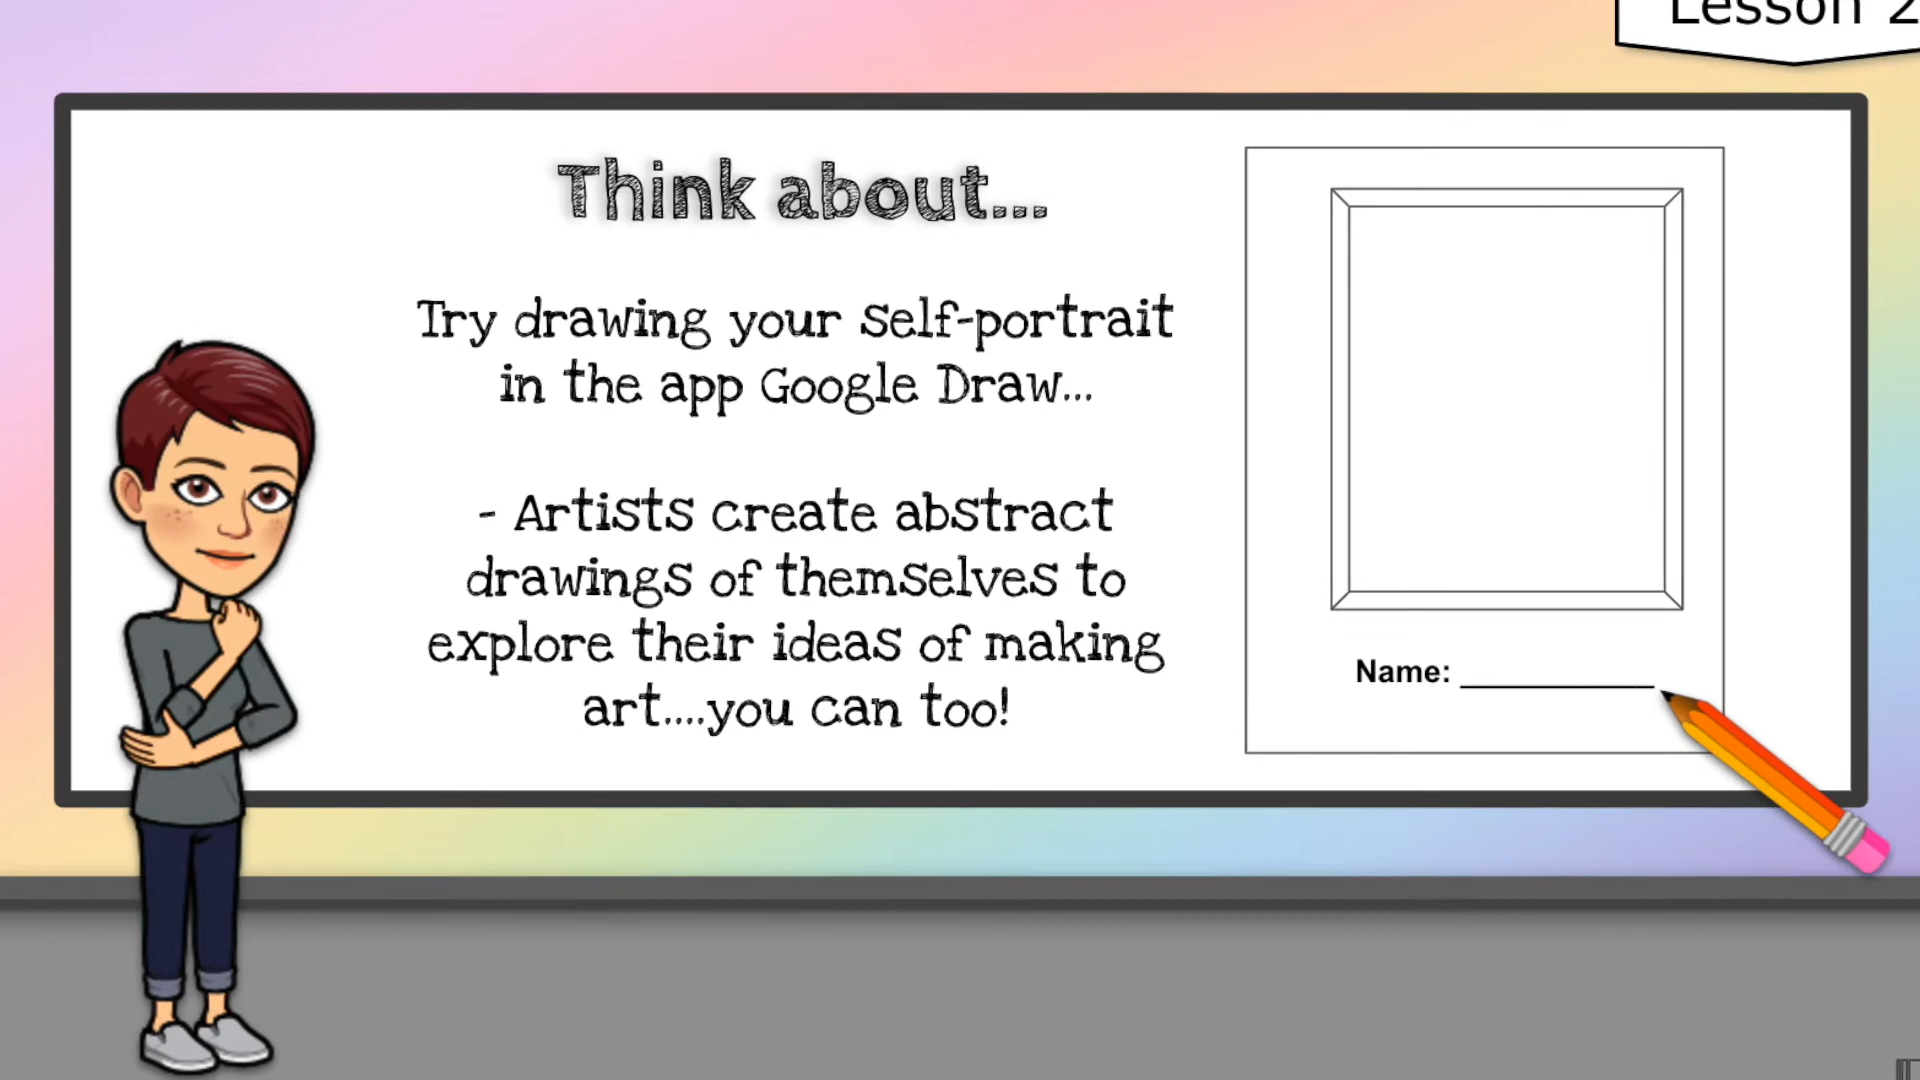 Lesson 2
Think about...
Try drawing your self-portrait
in the app Google Draw...
- Artists create abstract
drawings of themselves to
explore their ideas of making
art....you can too!
Name: ____________